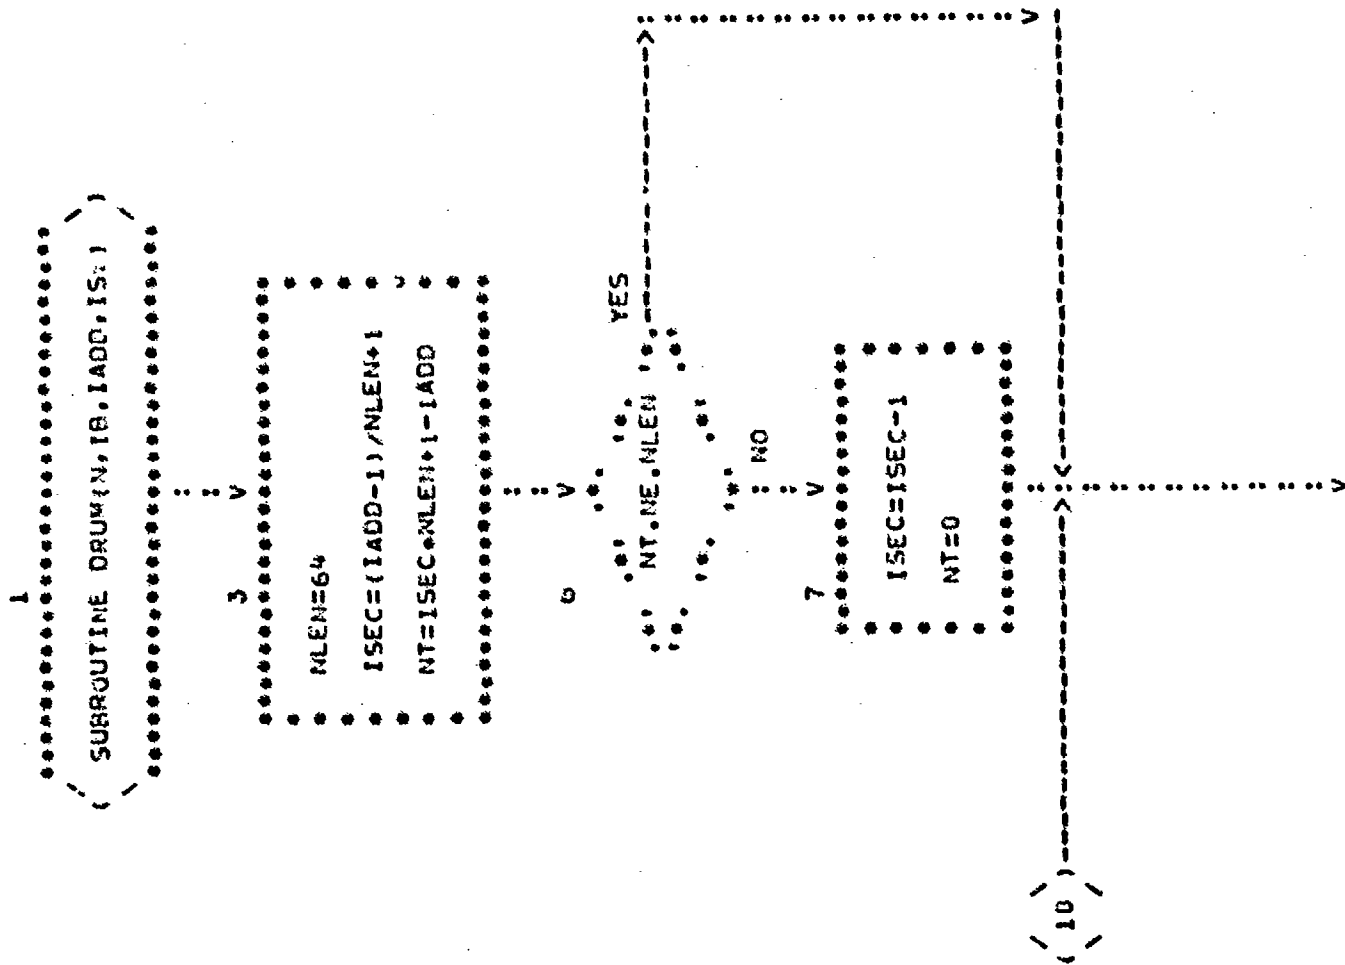 1
SUBROUTINE DRUM(N,IB,IADD,IS
3
NLEN=64
ISEC=(IADD-1)/NLEN+1
NT=ISEC*NLEN+1-IADD
6
YES
NT.NE.NLEN
NO
7
ISEC=ISEC-1
NT=0
1B